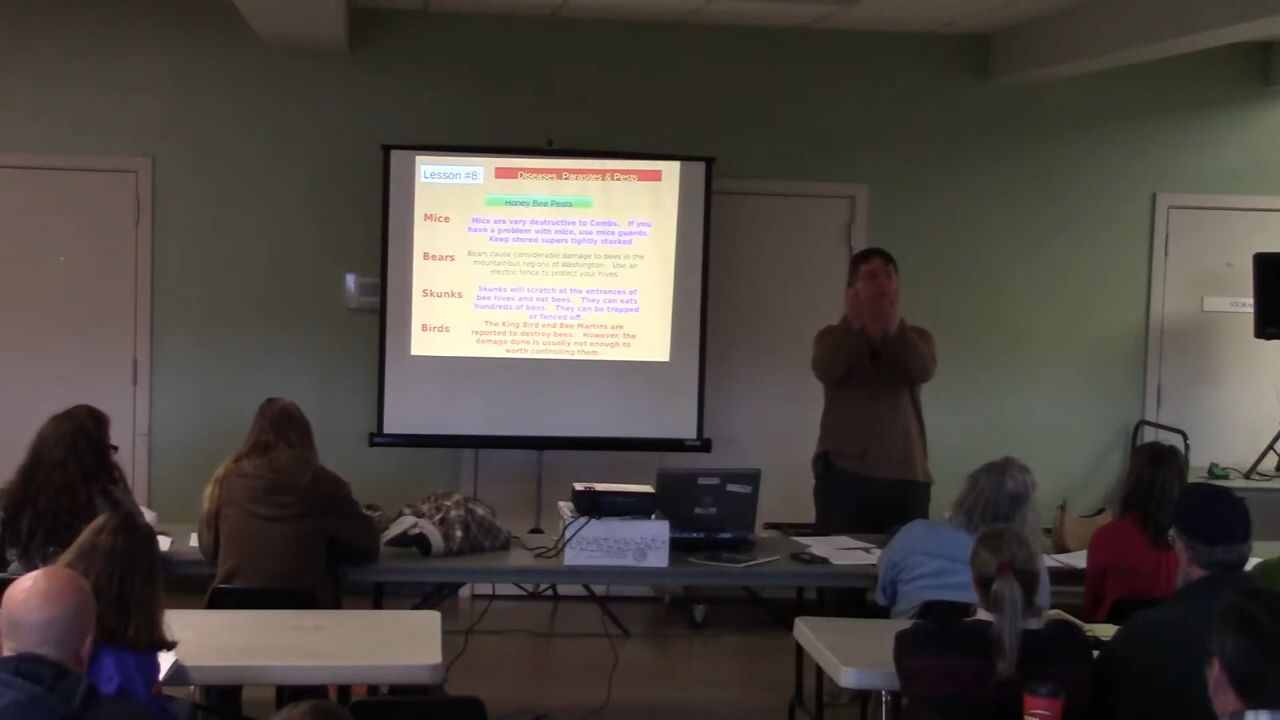 Lesson #8:
Diseases, Parasites & Pests
Honey Bee Pests
Mice
Mice are very destructive to Combs. If you
have a problem with mice, use mice guards.
Keep stored supers tightly stacked
Bears
Bears cause considerable damage to bees in the
mountainous regions of Washington. Use an
electric fence to protect your hives
Skunks
Skunks will scratch at the entrances of
bee hives and eat bees. They can eats
hundreds of bees. They can be trapped
or fenced off.
Birds
The King Bird and Bee Martins are
reported to destroy bees. However, the
damage done is usually not enough to
worth controlling them.